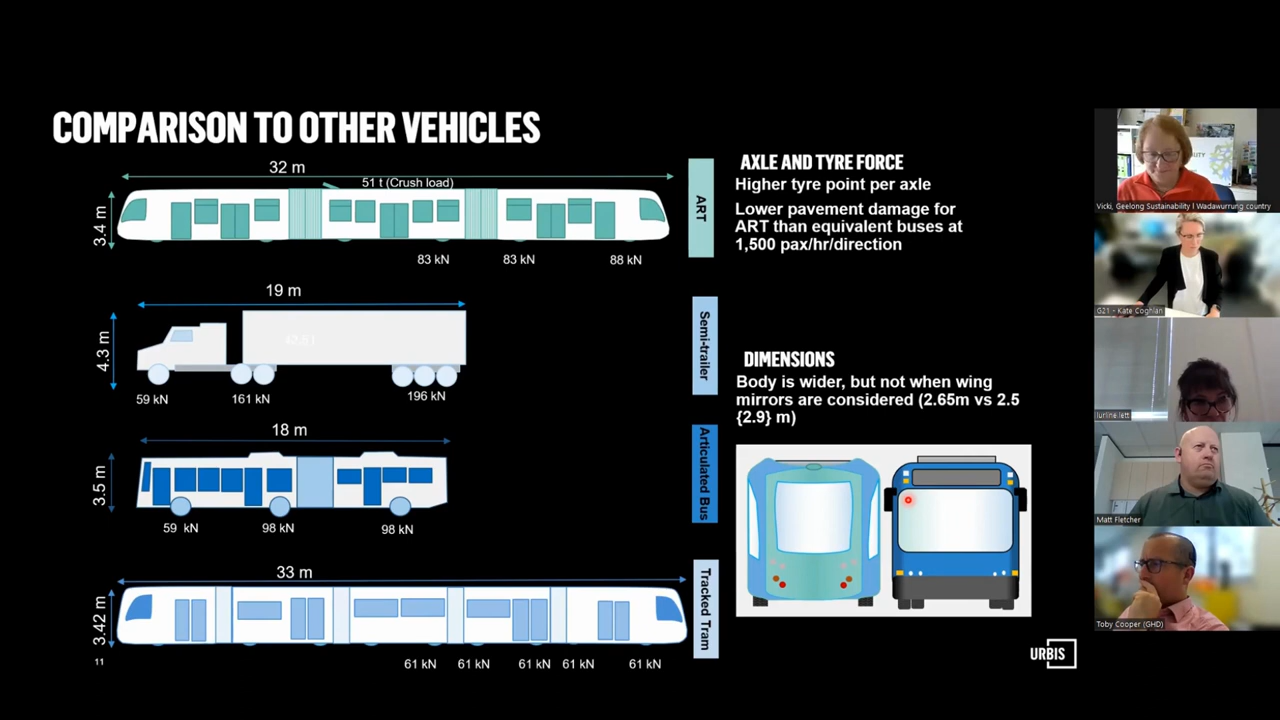 COMPARISON TO OTHER VEHICLES
32 m
51 t (Crush load)
3.4 m
83 kN
83 kN
88 kN
ART
19 m
4.3 m
59 kN
161 kN
196 kN
Semi-trailer
18 m
3.5 m
59 kN
98 kN
98 kN
Articulated Bus
33 m
3.42 m
61 kN
61 kN
61 kN
61 kN
61 kN
Tracked Tram
11
AXLE AND TYRE FORCE
Higher tyre point per axle
Lower pavement damage for
ART than equivalent buses at
1,500 pax/hr/direction
DIMENSIONS
Body is wider, but not when wing
mirrors are considered (2.65m vs 2.5
{2.9} m)
URBIS
Vicki, Geelong Sustainability l Wadawurrung country
G21 - Kate Coghlan
lurline.lett
Matt Fletcher
Toby Cooper (GHD)